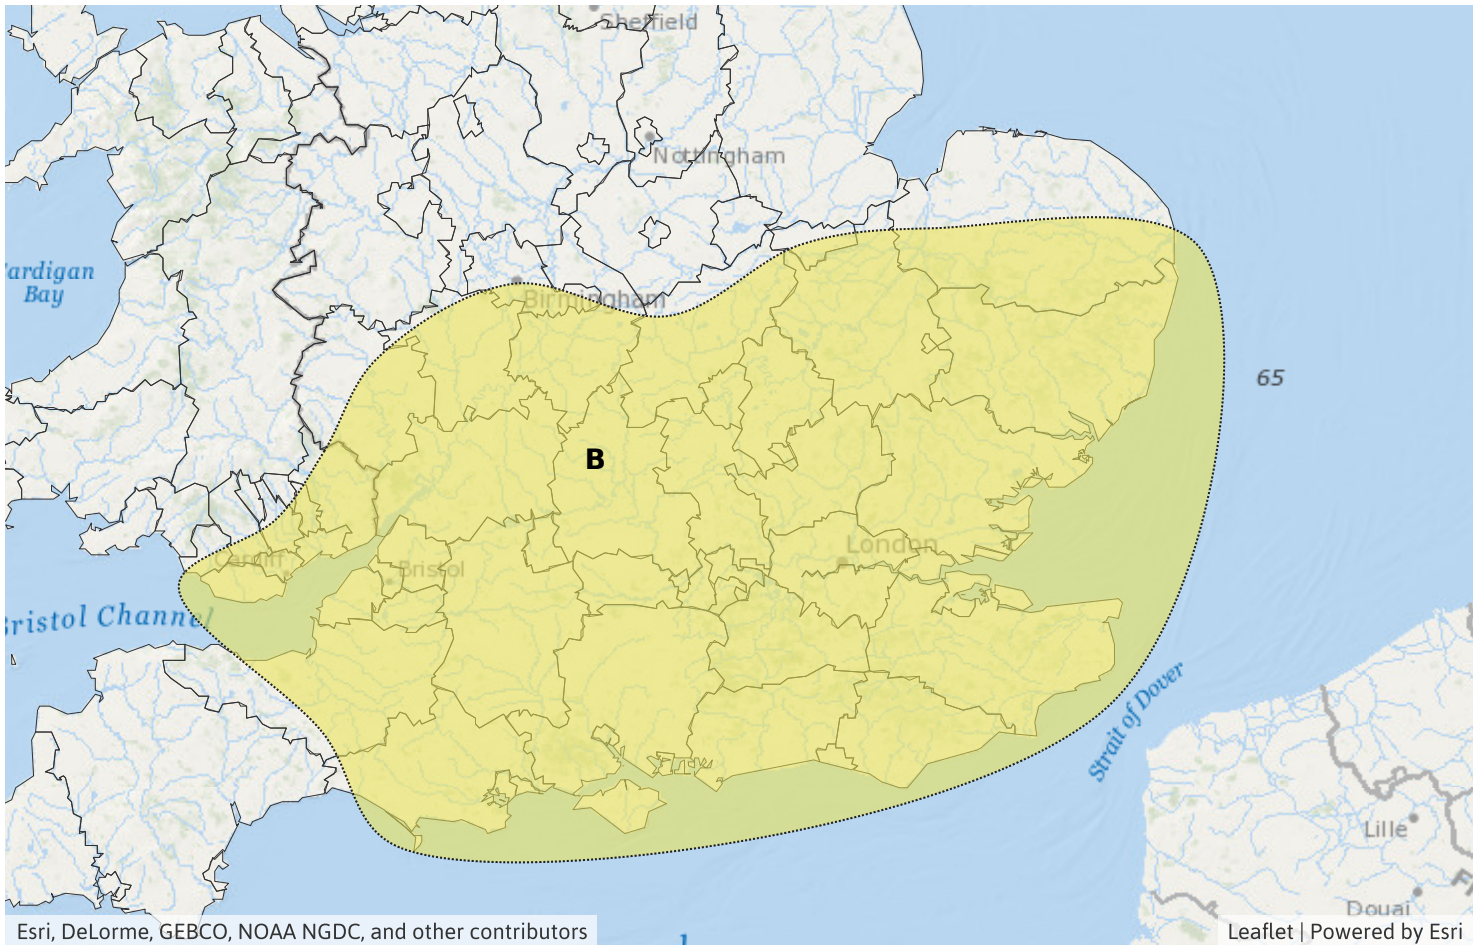 Sheffield
Nottingham
ardigan
Bay
Birmingham
65
B
London
Cardiff
Bristol
Bristol Channel
Strait of Dover
Lille
Douai
Esri, DeLorme, GEBCO, NOAA NGDC, and other contributors
Leaflet | Powered by Esri